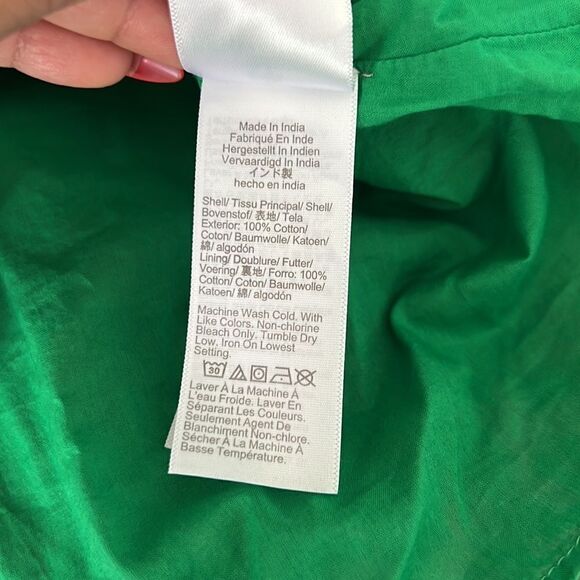 Made In India
Fabriqué En Inde
Hergestellt In Indien
Vervaardigd In India
インド製
hecho en india
Shell/ Tissu Principal/ Shell/
Bovenstof/ 表地/ Tela
Exterior: 100% Cotton/
Coton/ Baumwolle/ Katoen/
綿/ algodón
Lining/ Doublure/ Futter/
Voering/ 裏地/ Forro: 100%
Cotton/ Coton/ Baumwolle/
Katoen/ 綿/ algodón
Machine Wash Cold. With
Like Colors. Non-chlorine
Bleach Only. Tumble Dry
Low. Iron On Lowest
Setting.
30
Laver À La Machine À
L'eau Froide. Laver En
Séparant Les Couleurs.
Seulement Agent De
Blanchiment Non-chlore.
Sécher À La Machine À
Basse Température.